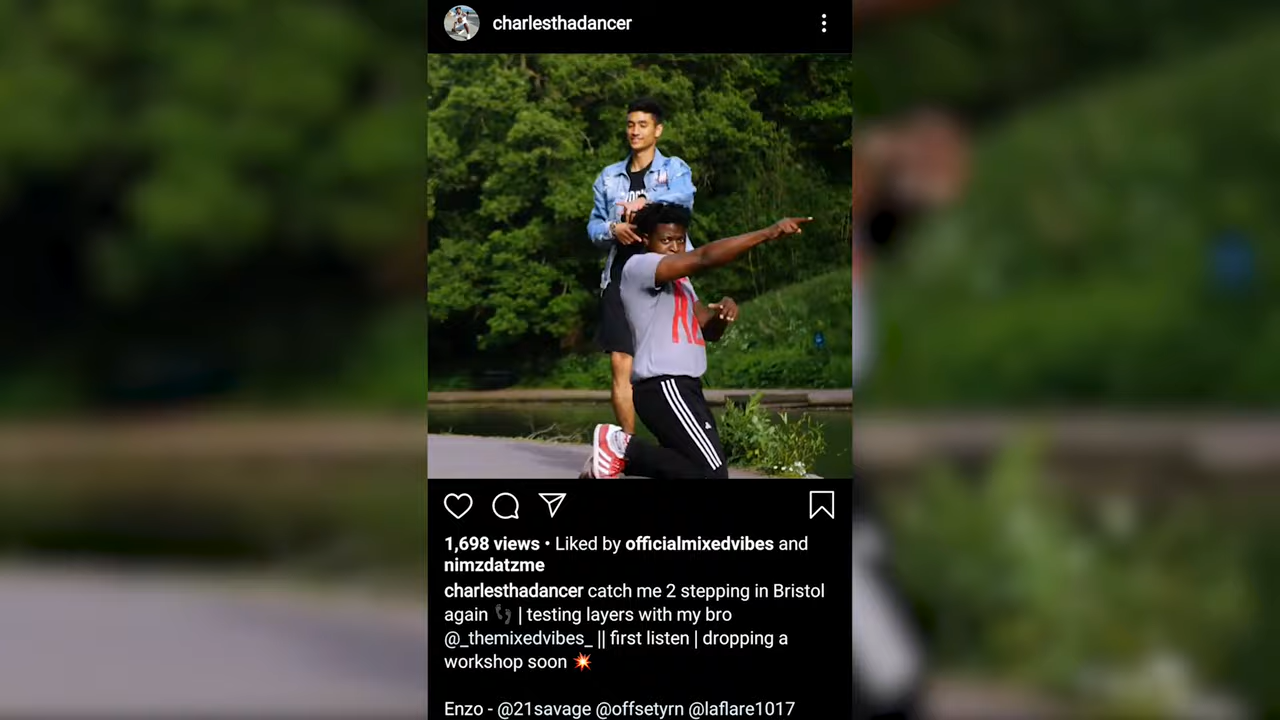 charlesthadancer
1,698 views • Liked by officialmixedvibes and
nimzdatzme
charlesthadancer catch me 2 stepping in Bristol
again 👣 | testing layers with my bro
@_themixedvibes_ || first listen | dropping a
workshop soon 💥
Enzo - @21savage @offsetyrn @laflare1017